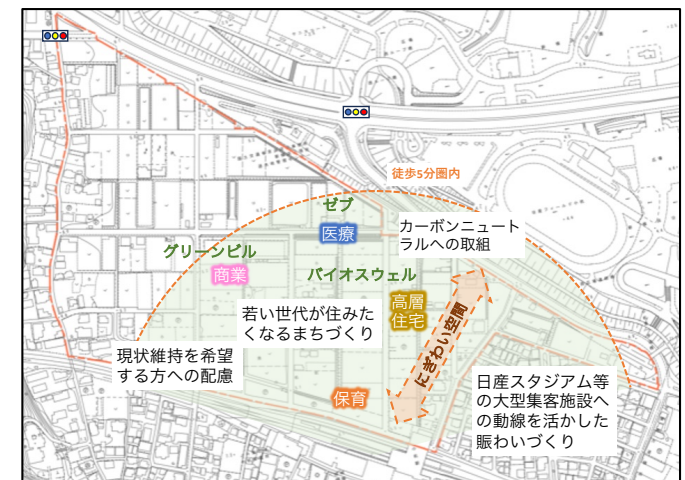 徒歩5分圏内
ゼブ
医療
カーボンニュート
ラルへの取組
グリーンビル
商業
バイオスウェル
高層
住宅
若い世代が住みた
くなるまちづくり
にぎわい空間
現状維持を希望
する方への配慮
保育
日産スタジアム等
の大型集客施設へ
の動線を活かした
賑わいづくり